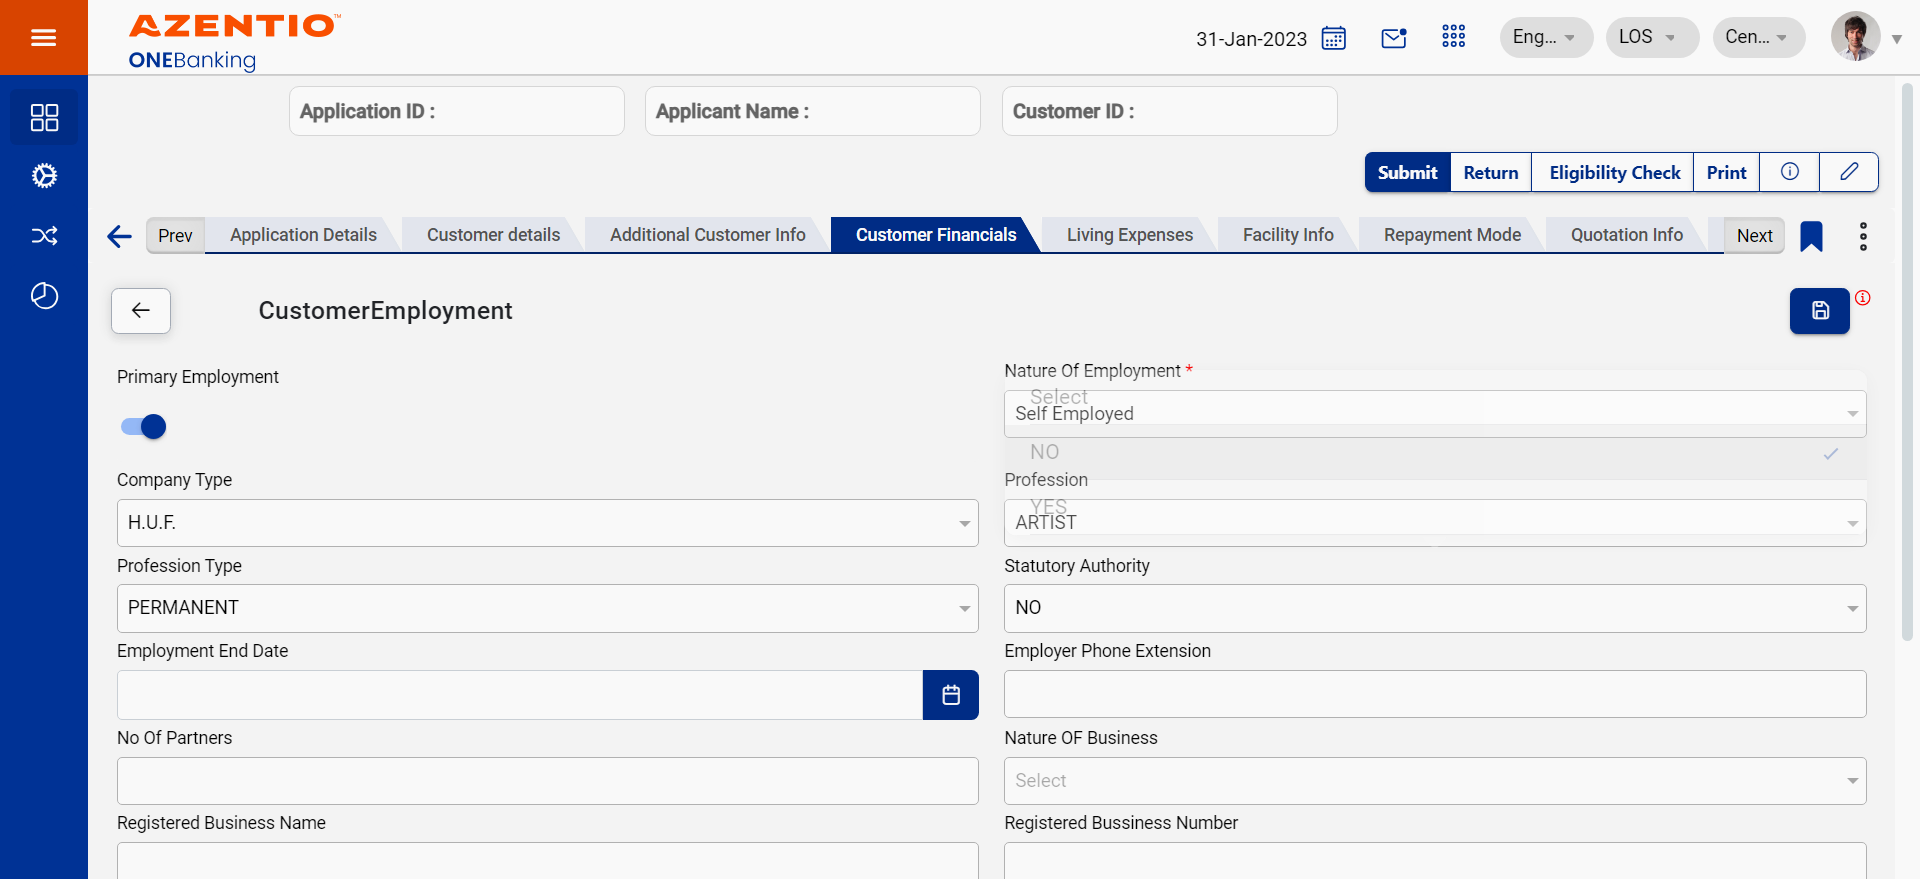 AZENTIO™
ONEBanking
31-Jan-2023
Eng...
LOS
Cen...
Application ID :
Applicant Name :
Customer ID :
Submit
Return
Eligibility Check
Print
Prev
Application Details
Customer details
Additional Customer Info
Customer Financials
Living Expenses
Facility Info
Repayment Mode
Quotation Info
Next
CustomerEmployment
Primary Employment
Nature Of Employment *
Select
Self Employed
NO
Company Type
Profession
H.U.F.
YES
ARTIST
Profession Type
Statutory Authority
PERMANENT
NO
Employment End Date
Employer Phone Extension
No Of Partners
Nature OF Business
Select
Registered Business Name
Registered Bussiness Number